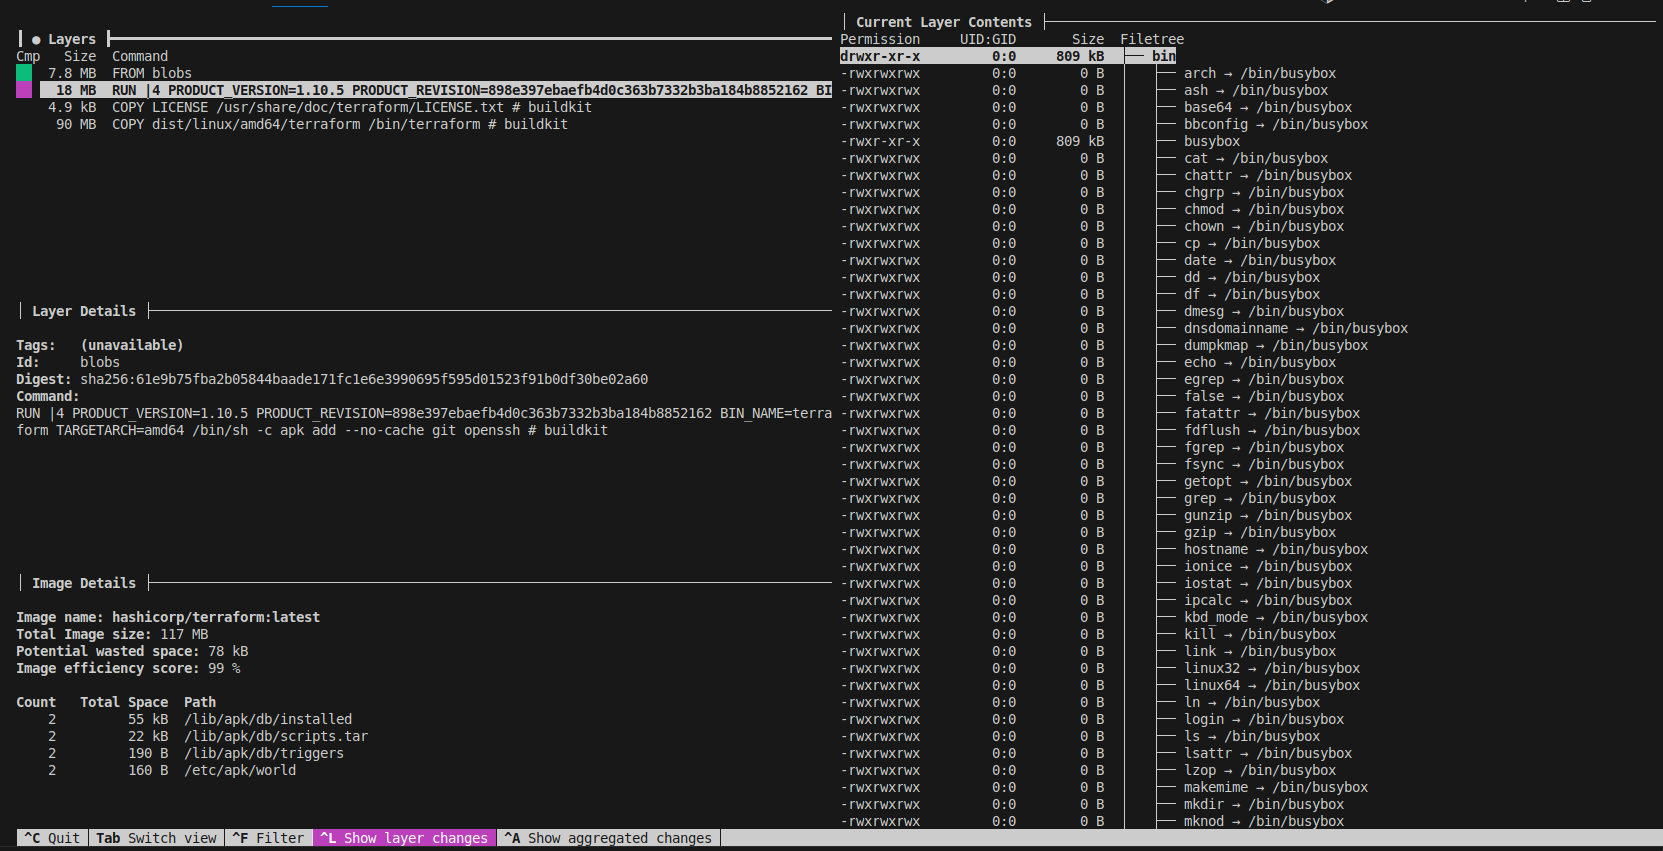 ● Layers
Cmp Size Command
7.8 MB FROM blobs
18 MB RUN |4 PRODUCT_VERSION=1.10.5 PRODUCT_REVISION=898e397ebaefb4d0c363b7332b3ba184b8852162 BI
4.9 kB COPY LICENSE /usr/share/doc/terraform/LICENSE.txt # buildkit
90 MB COPY dist/linux/amd64/terraform /bin/terraform # buildkit
Layer Details
Tags: (unavailable)
Id: blobs
Digest: sha256:61e9b75fba2b05844baade171fc1e6e3990695f595d01523f91b0df30be02a60
Command:
RUN |4 PRODUCT_VERSION=1.10.5 PRODUCT_REVISION=898e397ebaefb4d0c363b7332b3ba184b8852162 BIN_NAME=terra
form TARGETARCH=amd64 /bin/sh -c apk add --no-cache git openssh # buildkit
Image Details
Image name: hashicorp/terraform:latest
Total Image size: 117 MB
Potential wasted space: 78 kB
Image efficiency score: 99 %
Count Total Space Path
2 55 kB /lib/apk/db/installed
2 22 kB /lib/apk/db/scripts.tar
2 190 B /lib/apk/db/triggers
2 160 B /etc/apk/world
Current Layer Contents
Permission UID:GID Size Filetree
drwxr-xr-x 0:0 809 kB bin
-rwxrwxrwx 0:0 0 B arch → /bin/busybox
-rwxrwxrwx 0:0 0 B ash → /bin/busybox
-rwxrwxrwx 0:0 0 B base64 → /bin/busybox
-rwxrwxrwx 0:0 0 B bbconfig → /bin/busybox
-rwxr-xr-x 0:0 809 kB busybox
-rwxrwxrwx 0:0 0 B cat → /bin/busybox
-rwxrwxrwx 0:0 0 B chattr → /bin/busybox
-rwxrwxrwx 0:0 0 B chgrp → /bin/busybox
-rwxrwxrwx 0:0 0 B chmod → /bin/busybox
-rwxrwxrwx 0:0 0 B chown → /bin/busybox
-rwxrwxrwx 0:0 0 B cp → /bin/busybox
-rwxrwxrwx 0:0 0 B date → /bin/busybox
-rwxrwxrwx 0:0 0 B dd → /bin/busybox
-rwxrwxrwx 0:0 0 B df → /bin/busybox
-rwxrwxrwx 0:0 0 B dmesg → /bin/busybox
-rwxrwxrwx 0:0 0 B dnsdomainname → /bin/busybox
-rwxrwxrwx 0:0 0 B dumpkmap → /bin/busybox
-rwxrwxrwx 0:0 0 B echo → /bin/busybox
-rwxrwxrwx 0:0 0 B egrep → /bin/busybox
-rwxrwxrwx 0:0 0 B false → /bin/busybox
-rwxrwxrwx 0:0 0 B fatattr → /bin/busybox
-rwxrwxrwx 0:0 0 B fdflush → /bin/busybox
-rwxrwxrwx 0:0 0 B fgrep → /bin/busybox
-rwxrwxrwx 0:0 0 B fsync → /bin/busybox
-rwxrwxrwx 0:0 0 B getopt → /bin/busybox
-rwxrwxrwx 0:0 0 B grep → /bin/busybox
-rwxrwxrwx 0:0 0 B gunzip → /bin/busybox
-rwxrwxrwx 0:0 0 B gzip → /bin/busybox
-rwxrwxrwx 0:0 0 B hostname → /bin/busybox
-rwxrwxrwx 0:0 0 B ionice → /bin/busybox
-rwxrwxrwx 0:0 0 B iostat → /bin/busybox
-rwxrwxrwx 0:0 0 B ipcalc → /bin/busybox
-rwxrwxrwx 0:0 0 B kbd_mode → /bin/busybox
-rwxrwxrwx 0:0 0 B kill → /bin/busybox
-rwxrwxrwx 0:0 0 B link → /bin/busybox
-rwxrwxrwx 0:0 0 B linux32 → /bin/busybox
-rwxrwxrwx 0:0 0 B linux64 → /bin/busybox
-rwxrwxrwx 0:0 0 B ln → /bin/busybox
-rwxrwxrwx 0:0 0 B login → /bin/busybox
-rwxrwxrwx 0:0 0 B ls → /bin/busybox
-rwxrwxrwx 0:0 0 B lsattr → /bin/busybox
-rwxrwxrwx 0:0 0 B lzop → /bin/busybox
-rwxrwxrwx 0:0 0 B makemime → /bin/busybox
-rwxrwxrwx 0:0 0 B mkdir → /bin/busybox
-rwxrwxrwx 0:0 0 B mknod → /bin/busybox
^C Quit Tab Switch view ^F Filter ^L Show layer changes ^A Show aggregated changes